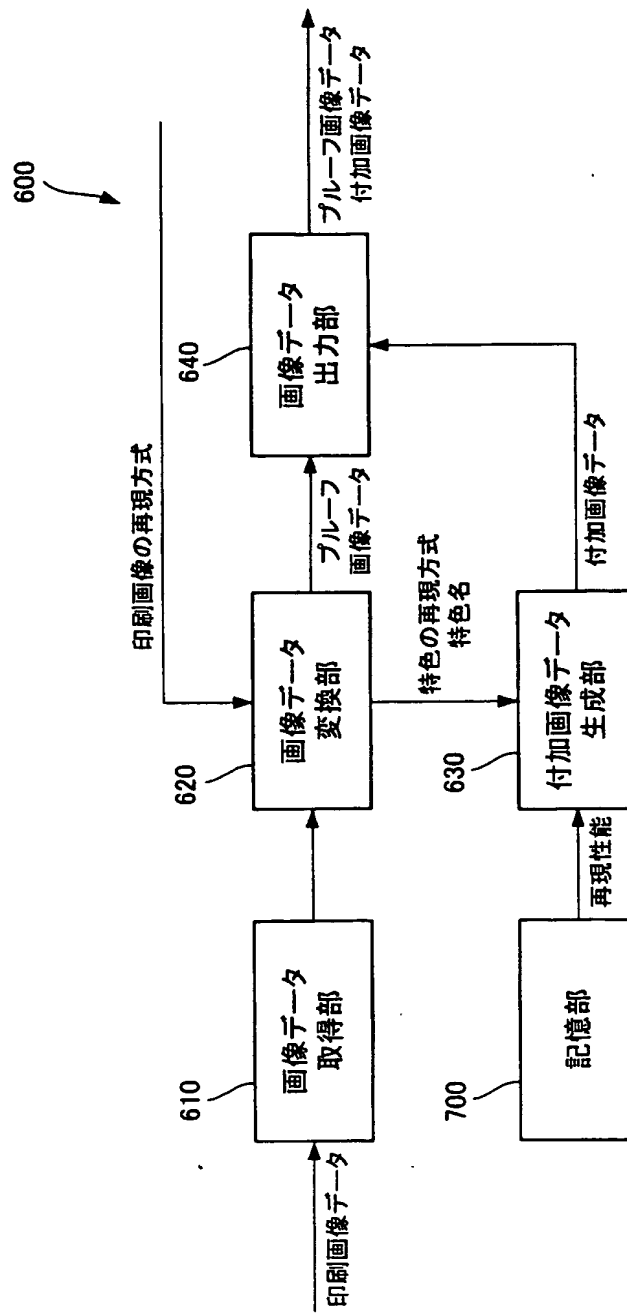 600
印刷画像の再現方式
印刷画像データ
610
画像データ
取得部
620
画像データ
変換部
プルーフ
画像データ
640
画像データ
出力部
プルーフ画像データ
付加画像データ
特色の再現方式
特色名
700
記憶部
再現性能
630
付加画像データ
生成部
付加画像データ